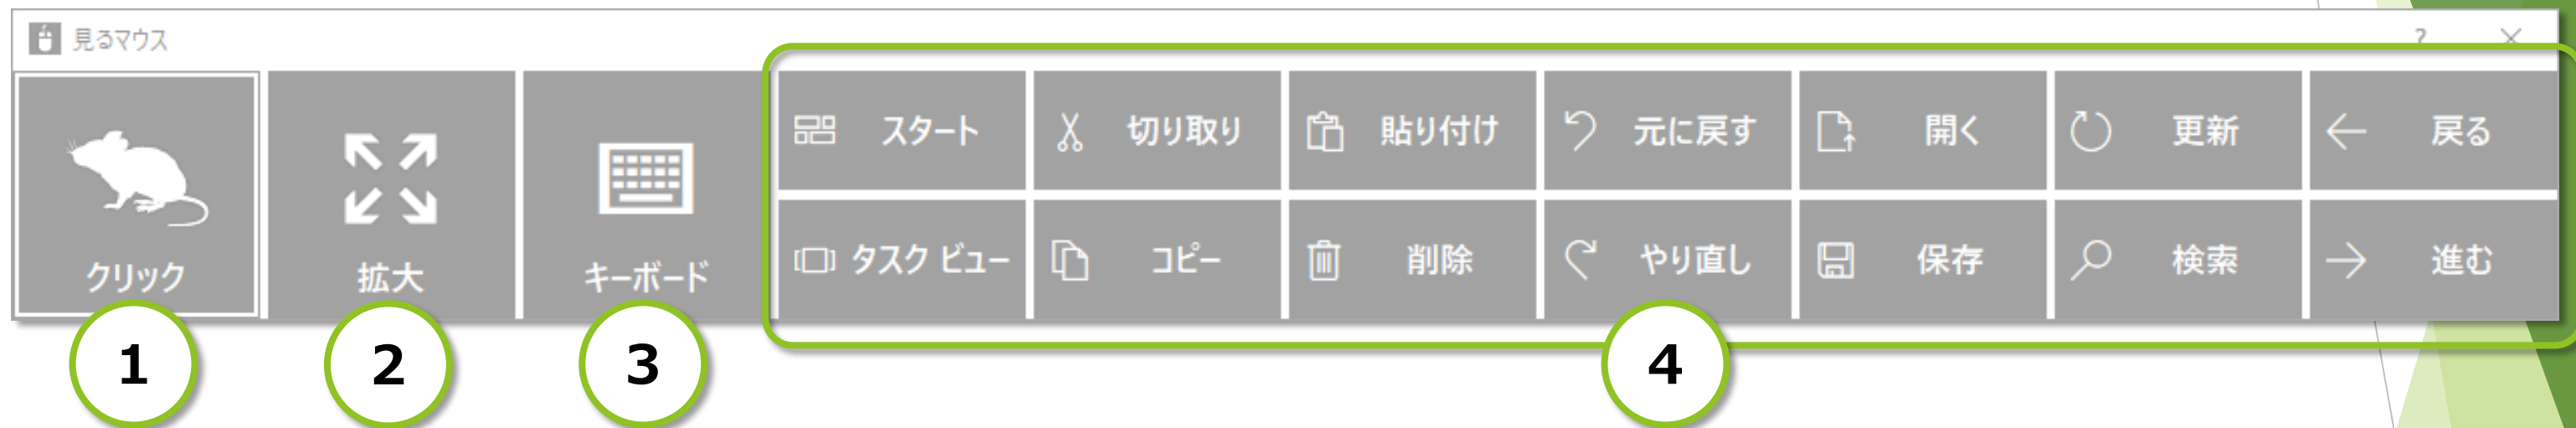 見るマウス
? ×
スタート 切り取り 貼り付け 元に戻す 開く 更新 戻る
クリック 拡大 キーボード タスク ビュー コピー 削除 やり直し 保存 検索 進む
1 2 3 4